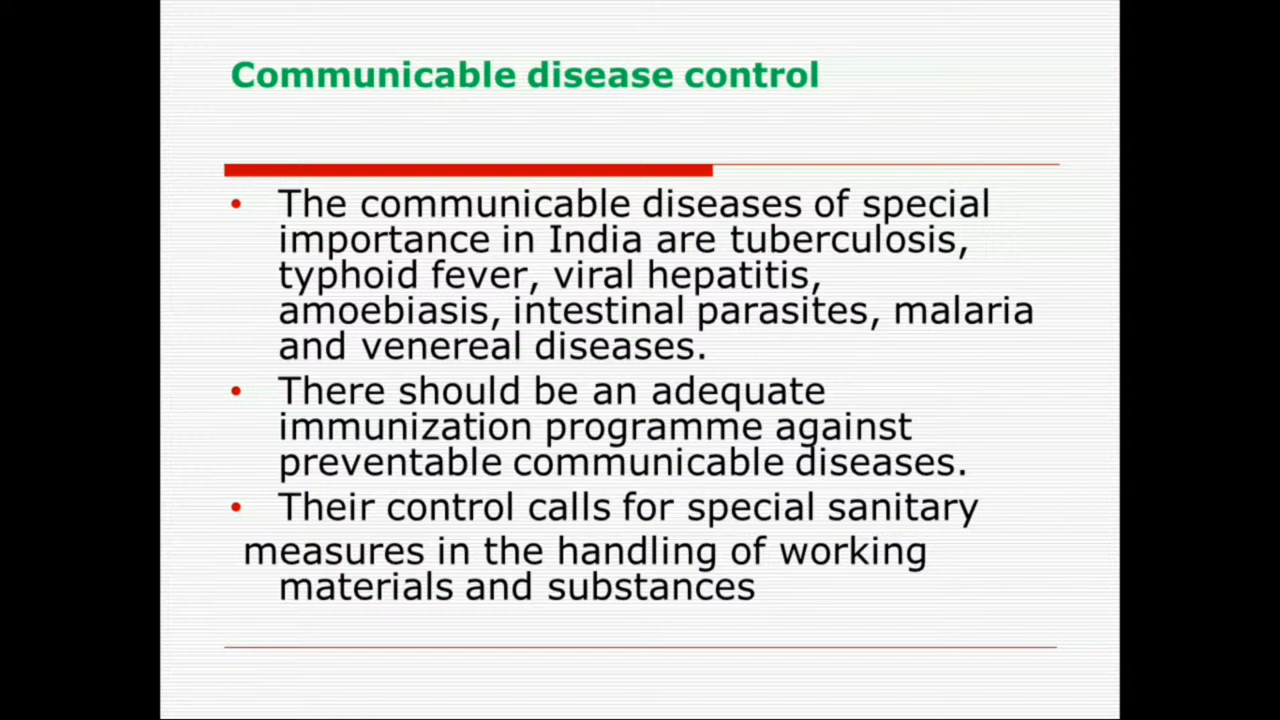 Communicable disease control
• The communicable diseases of special
importance in India are tuberculosis,
typhoid fever, viral hepatitis,
amoebiasis, intestinal parasites, malaria
and venereal diseases.
• There should be an adequate
immunization programme against
preventable communicable diseases.
• Their control calls for special sanitary
measures in the handling of working
materials and substances